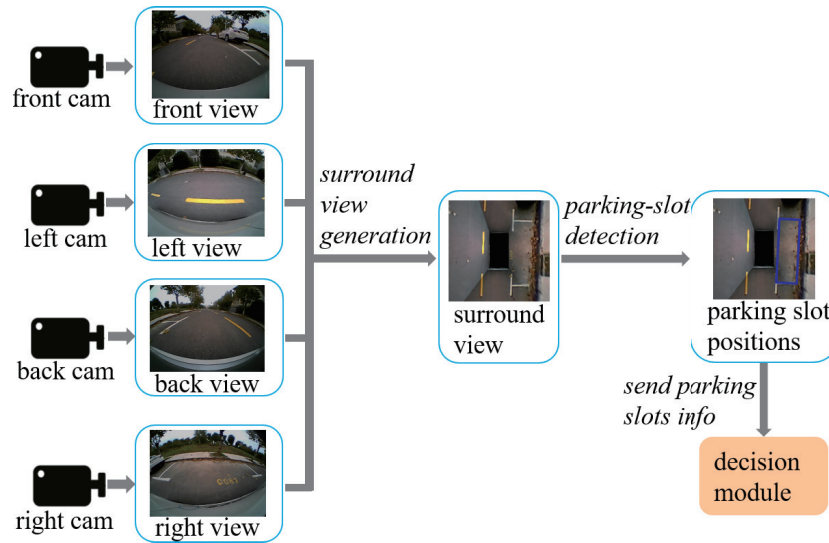 front cam
front view
left cam
left view
back cam
back view
right cam
right view
surround
view
generation
surround
view
parking-slot
detection
parking slot
positions
send parking
slots info
decision
module